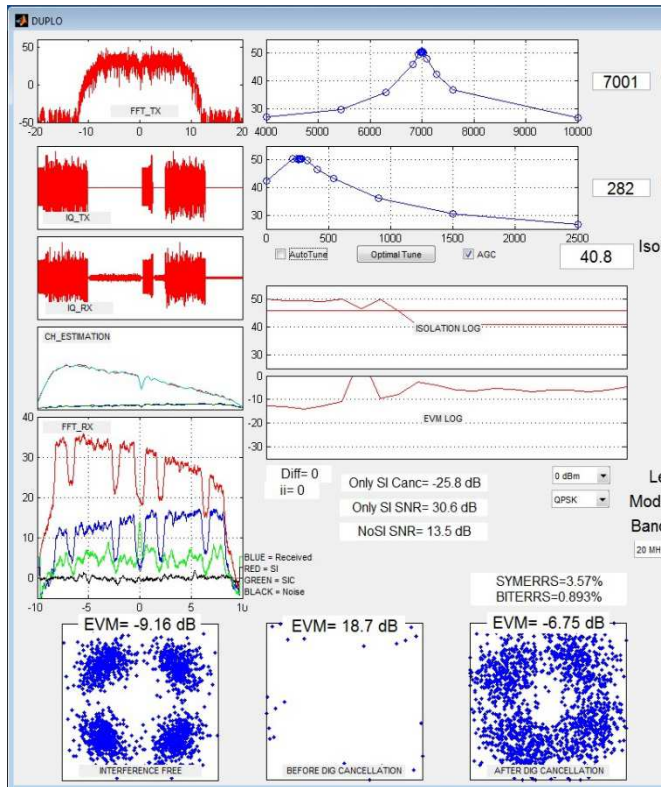 DUPLO
50
0
-50
FFT_TX
-20 -10 0 10 20
50
40
30
4000 5000 6000 7000 8000 9000 10000
7001
IQ_TX
50
40
30
0 500 1000 1500 2000 2500
282
AutoTune
Optimal Tune
AGC
40.8
Iso
IQ_RX
50
40
30
ISOLATION LOG
CH_ESTIMATION
0
-10
-20
-30
EVM LOG
FFT_RX
40
30
20
10
0
-10 -5 0 5 10
BLUE = Received
RED = SI
GREEN = SIC
BLACK = Noise
Diff= 0
ii= 0
Only SI Canc= -25.8 dB
Only SI SNR= 30.6 dB
NoSI SNR= 13.5 dB
0 dBm
Le
QPSK
Mod
Band
20 MH
SYMERRS=3.57%
BITERRS=0.893%
EVM= -9.16 dB
INTERFERENCE FREE
EVM= 18.7 dB
BEFORE DIG CANCELLATION
EVM= -6.75 dB
AFTER DIG CANCELLATION